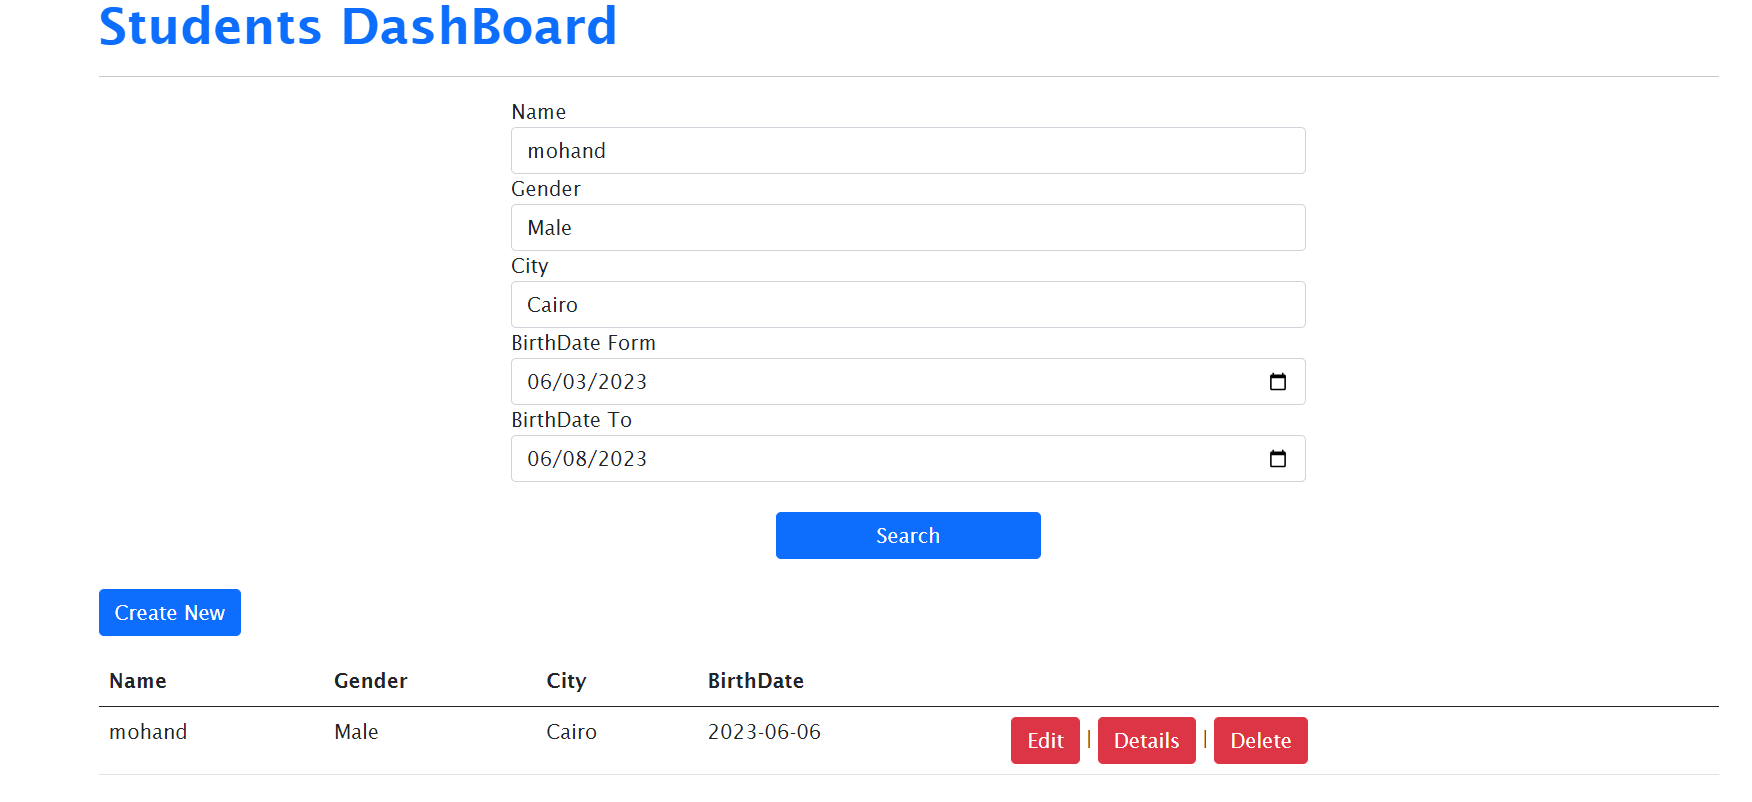 Students DashBoard
Name
mohand
Gender
Male
City
Cairo
BirthDate Form
06/03/2023
BirthDate To
06/08/2023
Search
Create New
Name Gender City BirthDate
mohand Male Cairo 2023-06-06 Edit | Details | Delete